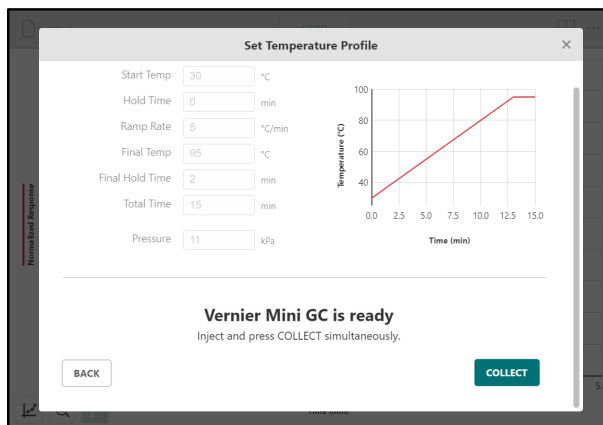 Set Temperature Profile ×
Start Temp 30 °C
Hold Time 0 min
Ramp Rate 5 °C/min
Final Temp 95 °C
Final Hold Time 2 min
Total Time 15 min
Pressure 11 kPa
Temperature (°C)
100
80
60
40
0.0 2.5 5.0 7.5 10.0 12.5 15.0
Time (min)
Normalized Response
Vernier Mini GC is ready
Inject and press COLLECT simultaneously.
BACK COLLECT
Time (min)